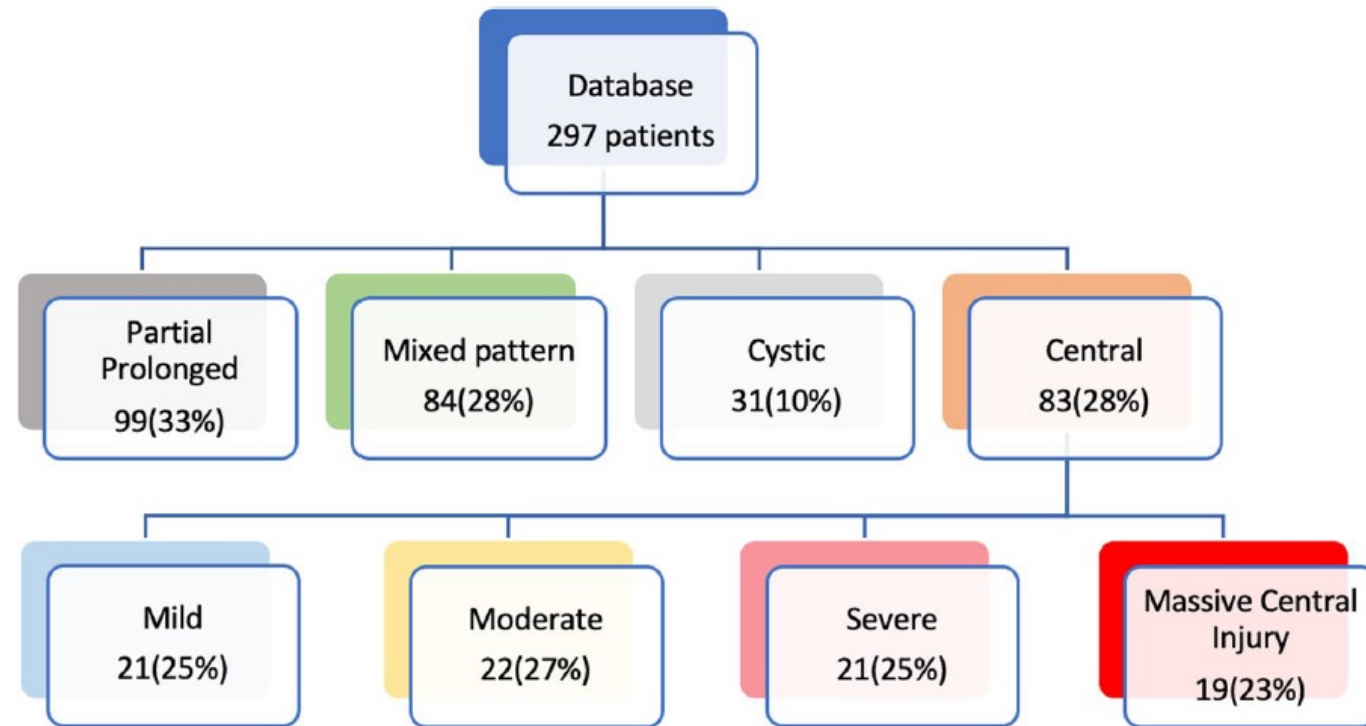 Database
297 patients
Partial
Prolonged
99(33%)
Mixed pattern
84(28%)
Cystic
31(10%)
Central
83(28%)
Mild
21(25%)
Moderate
22(27%)
Severe
21(25%)
Massive Central
Injury
19(23%)